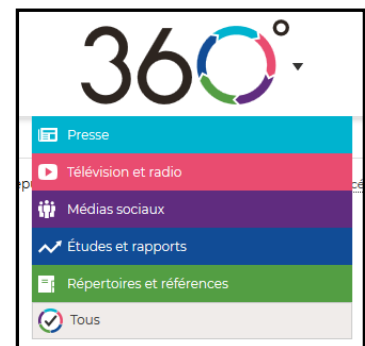 360°
Presse
Télévision et radio
Médias sociaux
Études et rapports
Répertoires et références
Tous